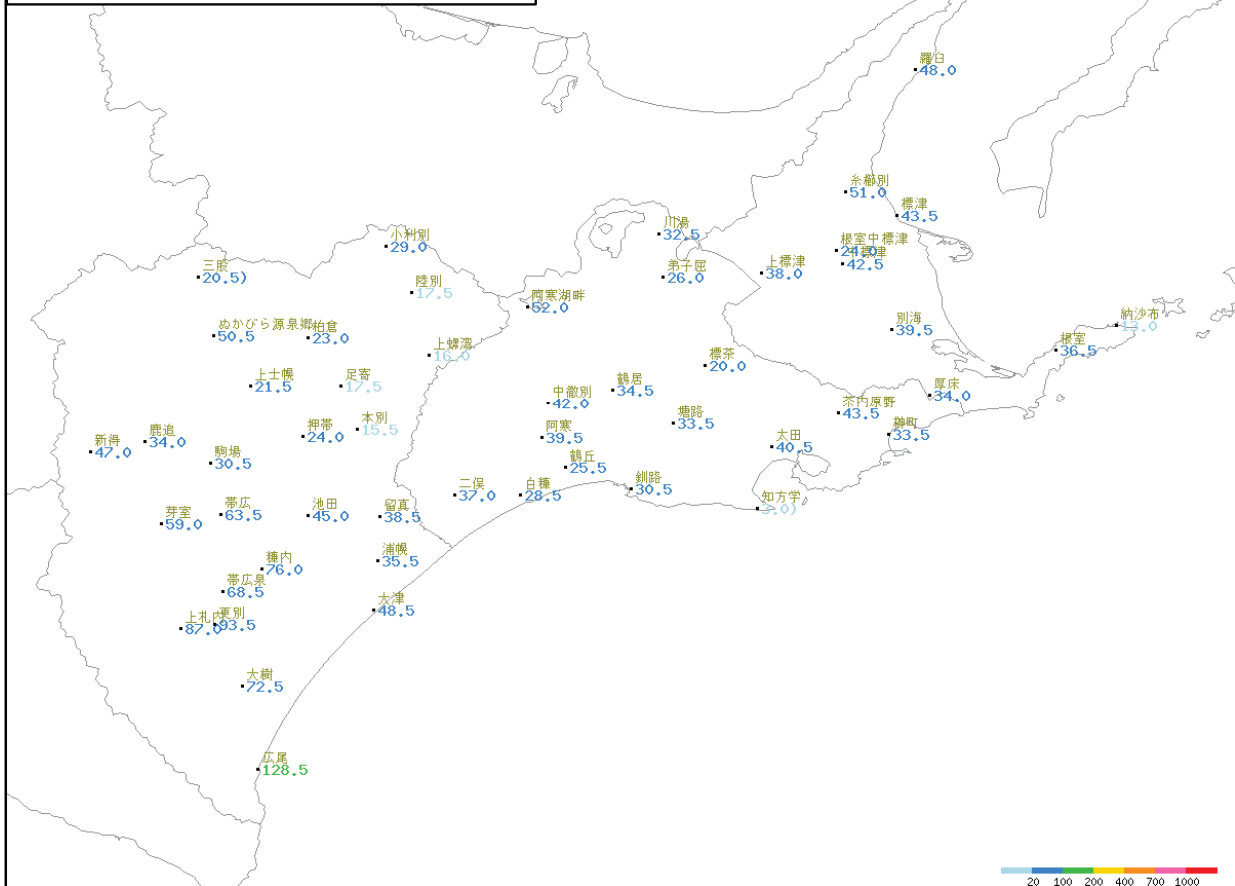 羅臼
48.0
糸櫛別
51.0
標津
43.5
川湯
32.5
小利別
29.0
根室中標津
24.0
中標津
42.5
三股
20.5)
弟子屈
26.0
上標津
38.0
陸別
17.5
阿寒湖畔
52.0
ぬかびら源泉郷
50.5
柏倉
23.0
別海
39.5
納沙布
13.0
根室
36.5
上螺湾
16.0
標茶
20.0
上士幌
21.5
足寄
17.5
鶴居
34.5
厚床
34.0
中徹別
42.0
茶内原野
43.5
塘路
33.5
本別
15.5
押帯
24.0
鹿追
34.0
新得
47.0
阿寒
39.5
榊町
33.5
太田
40.5
駒場
30.5
鶴丘
25.5
釧路
30.5
二俣
37.0
白糠
28.5
知方学
帯広
63.5
池田
45.0
留真
38.5
芽室
59.0
糠内
76.0
浦幌
35.5
帯広泉
68.5
大津
48.5
上札内
87.0
更別
93.5
大樹
72.5
広尾
128.5
20 100 200 400 700 1000